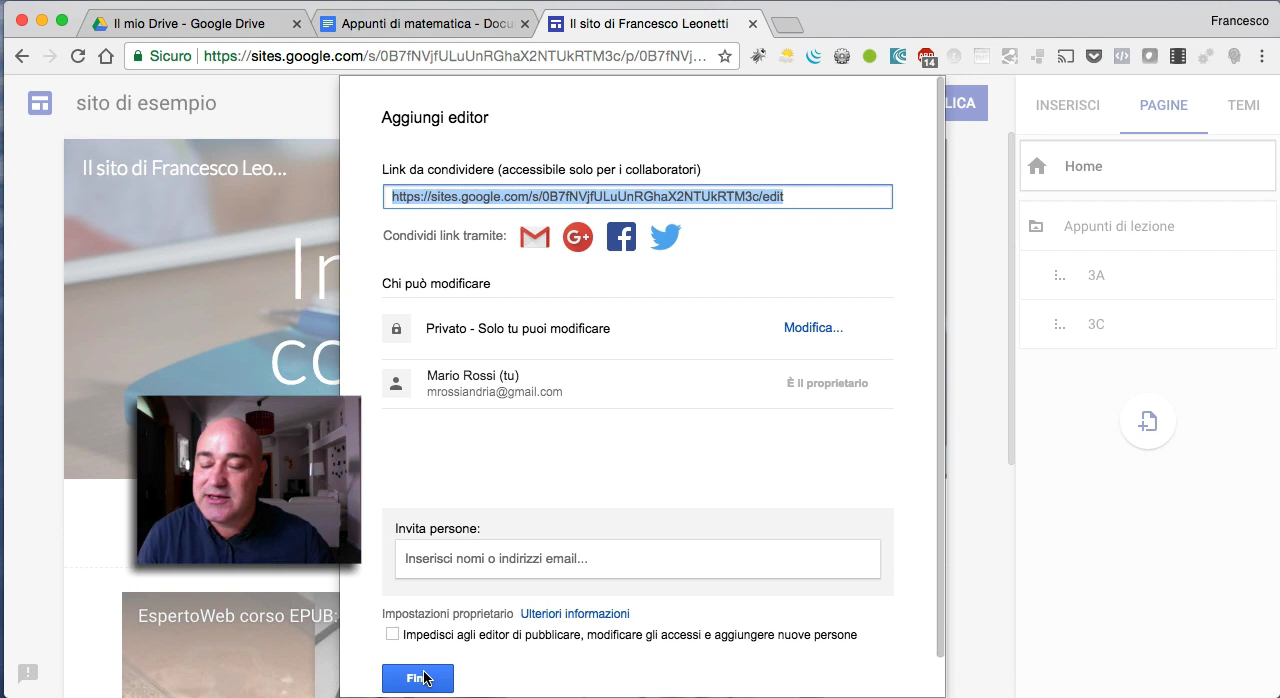 Il mio Drive - Google Drive
Appunti di matematica - Docu
Il sito di Francesco Leonetti
Francesco
Sicuro
https://sites.google.com/s/0B7fNVjfULuUnRGhaX2NTUkRTM3c/p/0B7fNVj...
14
sito di esempio
LICA
INSERISCI
PAGINE
TEMI
Il sito di Francesco Leo...
Home
Appunti di lezione
3A
3C
Aggiungi editor
Link da condividere (accessibile solo per i collaboratori)
https://sites.google.com/s/0B7fNVjfULuUnRGhaX2NTUkRTM3c/edit
Condividi link tramite:
G+
Chi può modificare
Privato - Solo tu puoi modificare
Modifica...
Mario Rossi (tu)
È il proprietario
mrossiandria@gmail.com
Invita persone:
Inserisci nomi o indirizzi email...
Impostazioni proprietario Ulteriori informazioni
Impedisci agli editor di pubblicare, modificare gli accessi e aggiungere nuove persone
EspertoWeb corso EPUB: